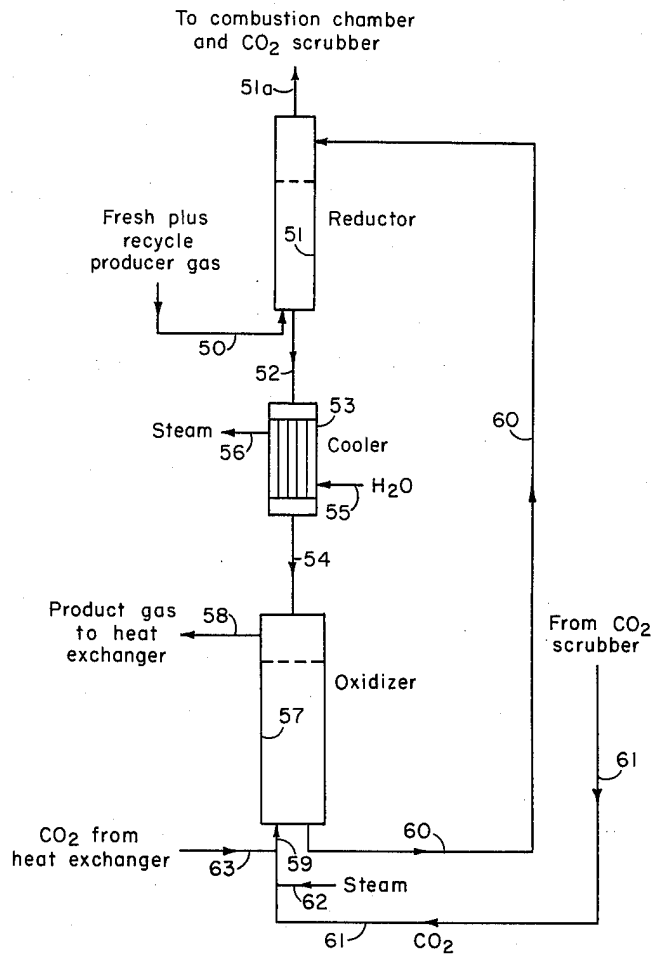 To combustion chamber
and CO2 scrubber
51a
Reductor
51
Fresh plus
recycle
producer gas
50
52
53
Steam
56
Cooler
60
H2O
55
54
Product gas
to heat
exchanger
58
From CO2
scrubber
Oxidizer
57
61
CO2 from
heat exchanger
63
59
60
Steam
62
61
CO2